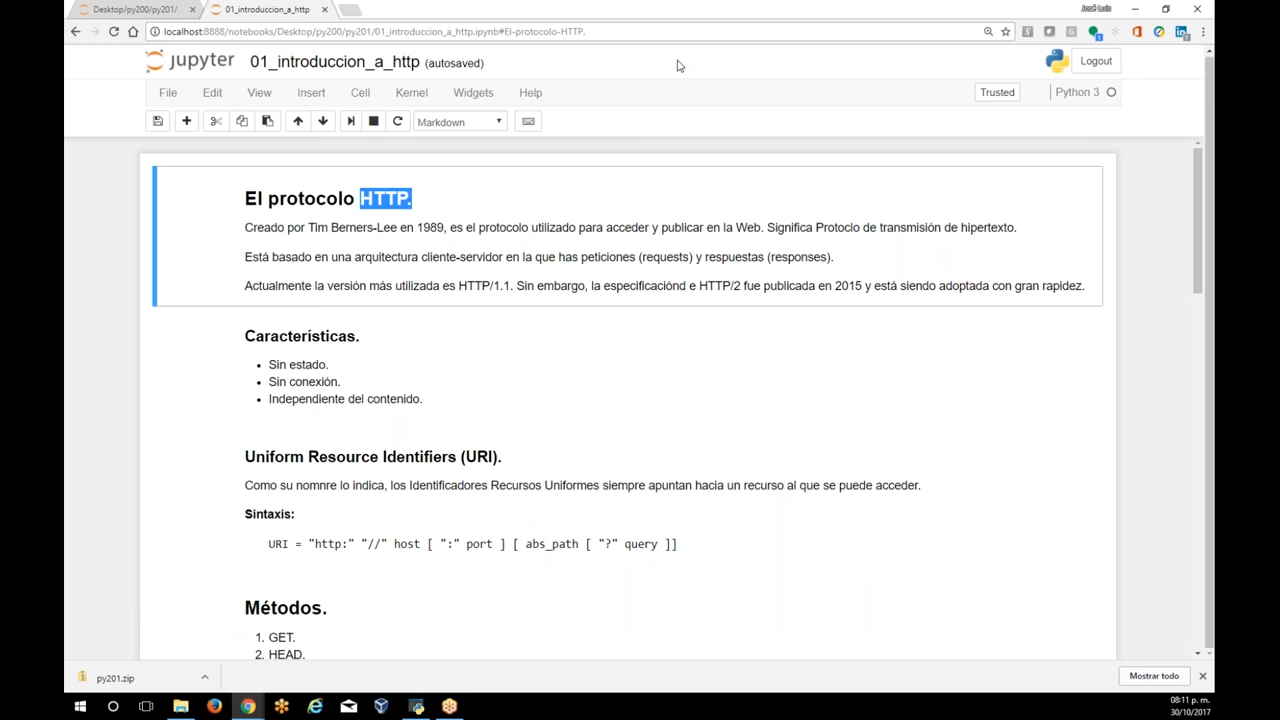 Desktop/py200/py201/
01_introduccion_a_http
José Luis
localhost:8888/notebooks/Desktop/py200/py201/01_introduccion_a_http.ipynb#El-protocolo-HTTP.
jupyter 01_introduccion_a_http (autosaved)
Logout
File Edit View Insert Cell Kernel Widgets Help
Trusted
Python 3
Markdown
El protocolo HTTP.
Creado por Tim Berners-Lee en 1989, es el protocolo utilizado para acceder y publicar en la Web. Significa Protoclo de transmisión de hipertexto.
Está basado en una arquitectura cliente-servidor en la que has peticiones (requests) y respuestas (responses).
Actualmente la versión más utilizada es HTTP/1.1. Sin embargo, la especificaciónd e HTTP/2 fue publicada en 2015 y está siendo adoptada con gran rapidez.
Características.
Sin estado.
Sin conexión.
Independiente del contenido.
Uniform Resource Identifiers (URI).
Como su nomnre lo indica, los Identificadores Recursos Uniformes siempre apuntan hacia un recurso al que se puede acceder.
Sintaxis:
URI = "http:" "//" host [ ":" port ] [ abs_path [ "?" query ]]
Métodos.
1. GET.
2. HEAD.
py201.zip
Mostrar todo
08:11 p. m.
30/10/2017